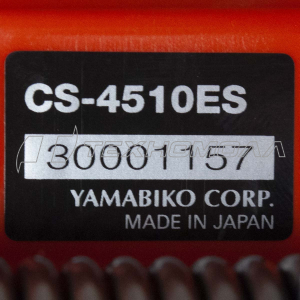 CS-4510ES
30001157
YAMABIKO CORP.
MADE IN JAPAN